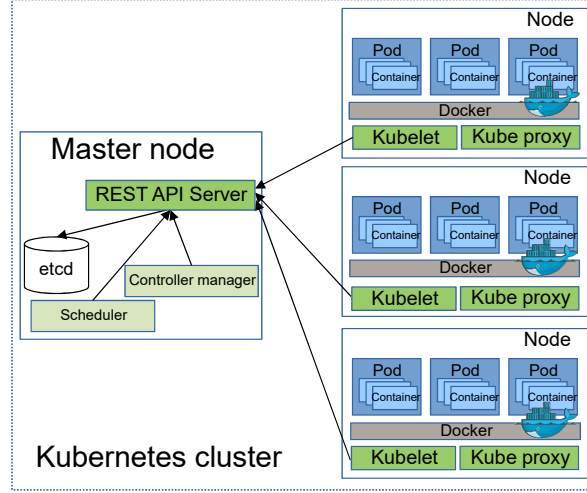 Node
Pod
Pod
Pod
Container
Container
Container
Docker
Kubelet
Kube proxy
Master node
REST API Server
etcd
Controller manager
Scheduler
Node
Pod
Pod
Pod
Container
Container
Container
Docker
Kubelet
Kube proxy
Node
Pod
Pod
Pod
Container
Container
Container
Docker
Kubelet
Kube proxy
Kubernetes cluster